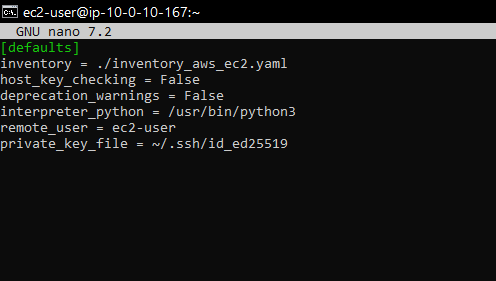 ec2-user@ip-10-0-10-167:~
GNU nano 7.2
[defaults]
inventory = ./inventory_aws_ec2.yaml
host_key_checking = False
deprecation_warnings = False
interpreter_python = /usr/bin/python3
remote_user = ec2-user
private_key_file = ~/.ssh/id_ed25519